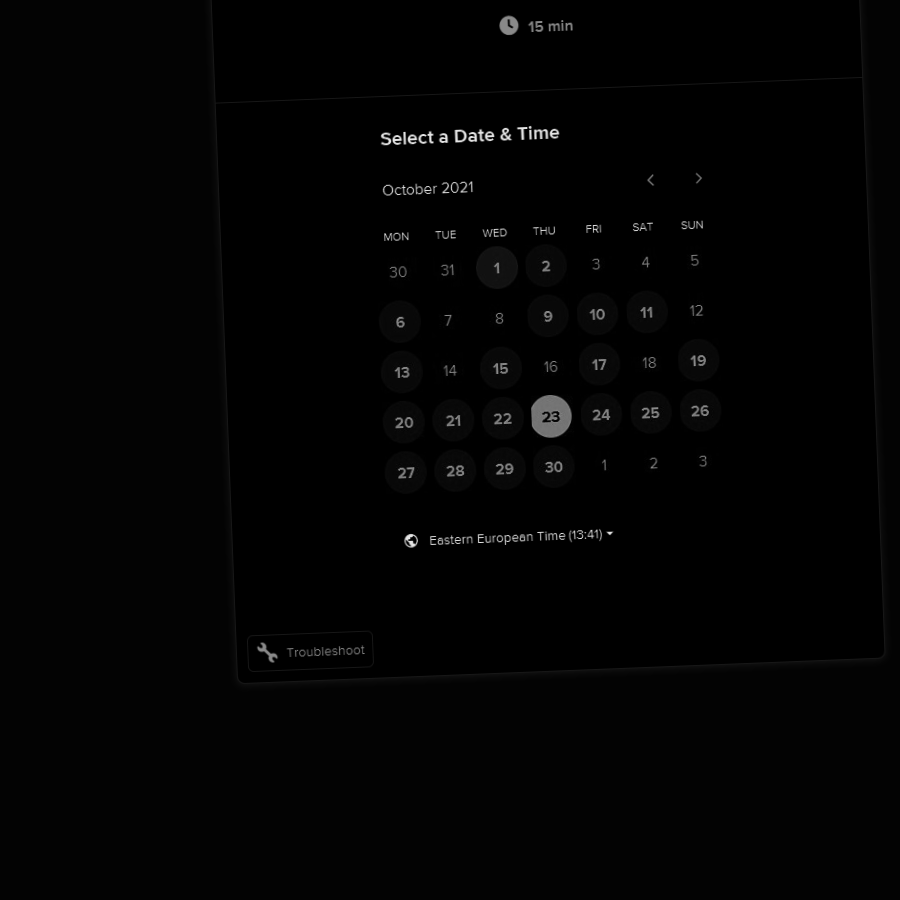 15 min
Select a Date & Time
October 2021
MON TUE WED THU FRI SAT SUN
30 31 1 2 3 4 5
6 7 8 9 10 11 12
13 14 15 16 17 18 19
20 21 22 23 24 25 26
27 28 29 30 1 2 3
Eastern European Time (13:41)
Troubleshoot